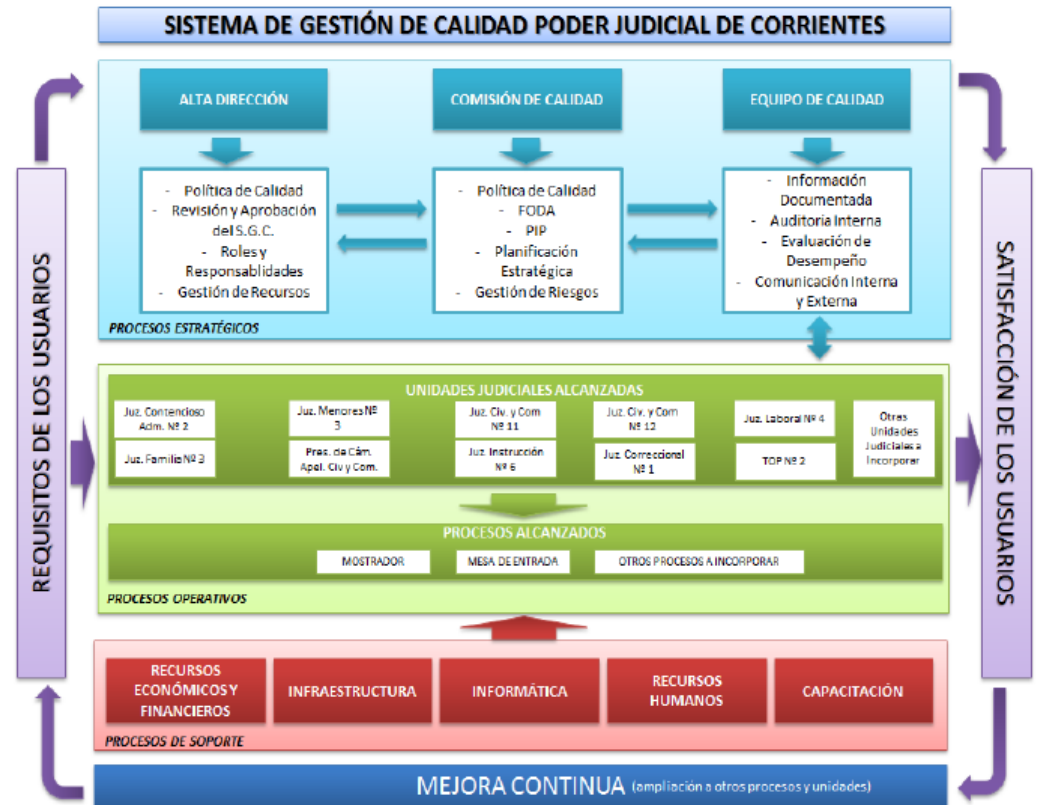 SISTEMA DE GESTIÓN DE CALIDAD PODER JUDICIAL DE CORRIENTES
REQUISITOS DE LOS USUARIOS
ALTA DIRECCIÓN
COMISIÓN DE CALIDAD
EQUIPO DE CALIDAD
- Política de Calidad
- Revisión y Aprobación
del S.G.C.
- Roles y
Responsablidades
- Gestión de Recursos
- Política de Calidad
- FODA
- PIP
- Planificación
Estratégica
- Gestión de Riesgos
- Información
Documentada
- Auditoria Interna
- Evaluación de
Desempeño
- Comunicación Interna
y Externa
PROCESOS ESTRATÉGICOS
UNIDADES JUDICIALES ALCANZADAS
Juz. Contencioso
Adm. Nº 2
Juz. Menores Nº
3
Juz. Civ. y Com
Nº 11
Juz. Civ. y Com
Nº 12
Juz. Laboral Nº 4
Otras
Unidades
Judiciales a
Incorporar
Juz. Familia Nº 3
Pres. de Cám.
Apel. Civ y Com.
Juz. Instrucción
Nº 6
Juz. Correccional
Nº 1
TOP Nº 2
PROCESOS ALCANZADOS
MOSTRADOR
MESA DE ENTRADA
OTROS PROCESOS A INCORPORAR
PROCESOS OPERATIVOS
RECURSOS
ECONÓMICOS Y
FINANCIEROS
INFRAESTRUCTURA
INFORMÁTICA
RECURSOS
HUMANOS
CAPACITACIÓN
PROCESOS DE SOPORTE
SATISFACCIÓN DE LOS USUARIOS
MEJORA CONTINUA (ampliación a otros procesos y unidades)